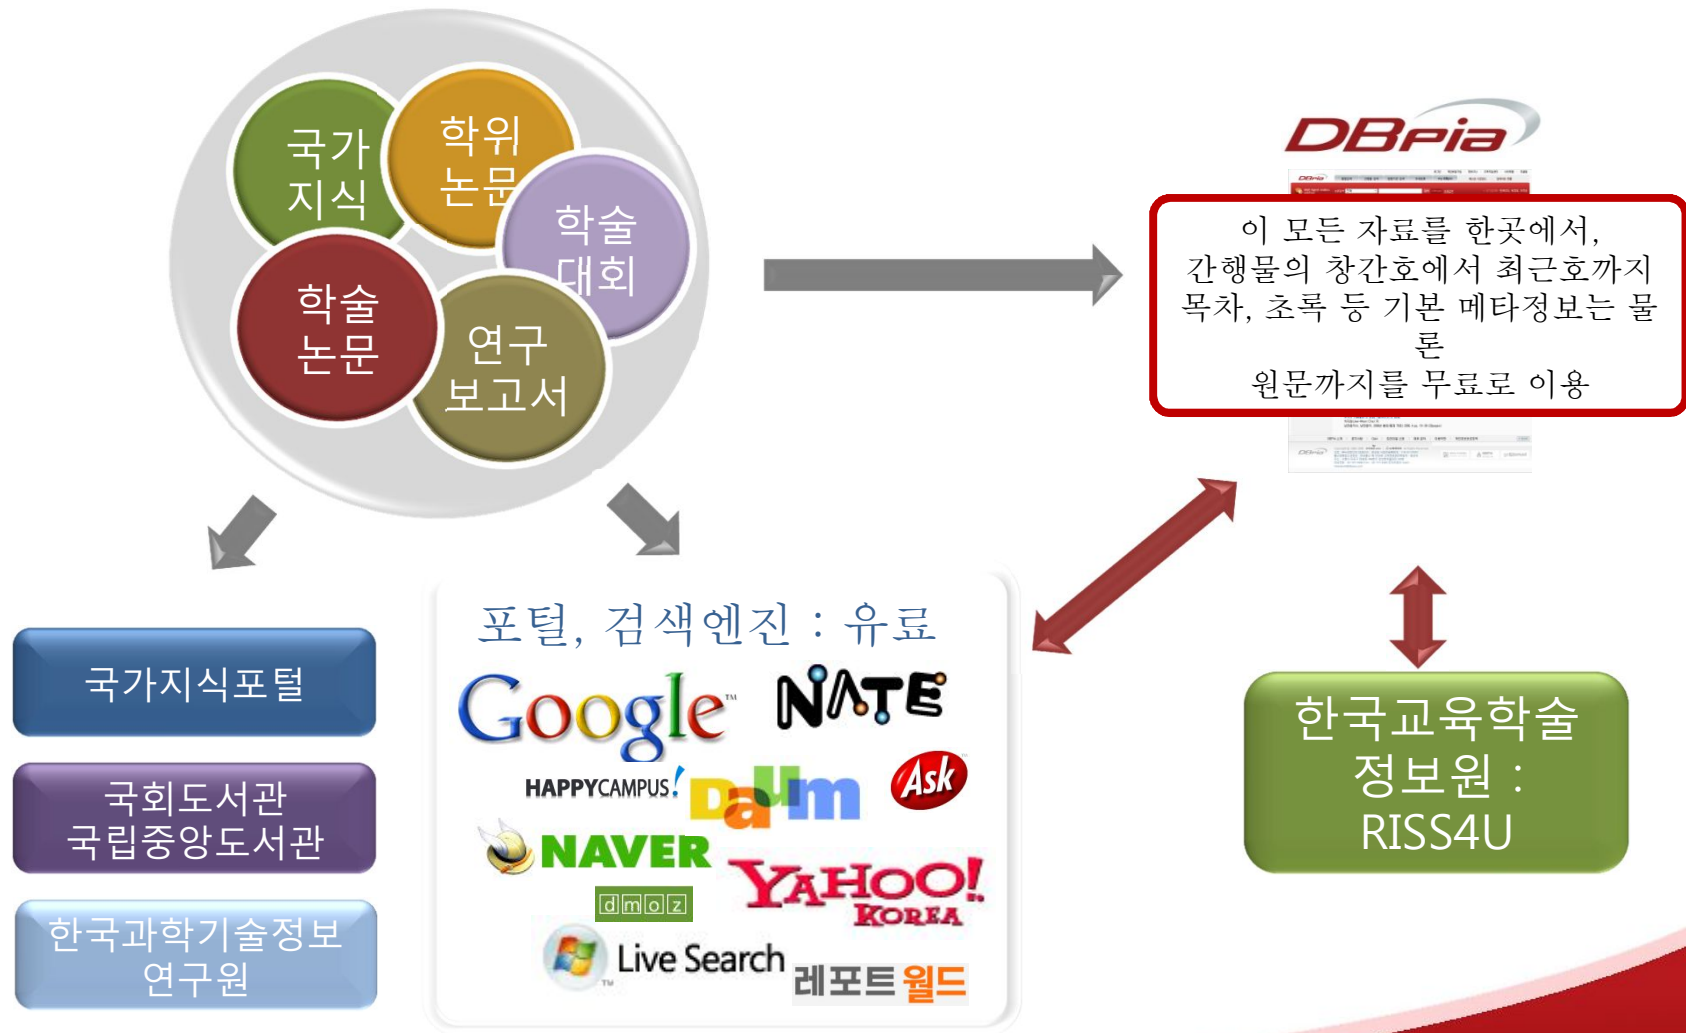 국가
지식
학위
논문
학술
대회
학술
논문
연구
보고서
DBpia
이 모든 자료를 한곳에서,
간행물의 창간호에서 최근호까지
목차, 초록 등 기본 메타정보는 물
론
원문까지를 무료로 이용
국가지식포털
국회도서관
국립중앙도서관
한국과학기술정보
연구원
포털, 검색엔진 : 유료
Google™
NATE
HAPPYCAMPUS!
Daum
Ask
NAVER
dmoz
YAHOO!
KOREA
Live Search
레포트월드
한국교육학술
정보원 :
RISS4U